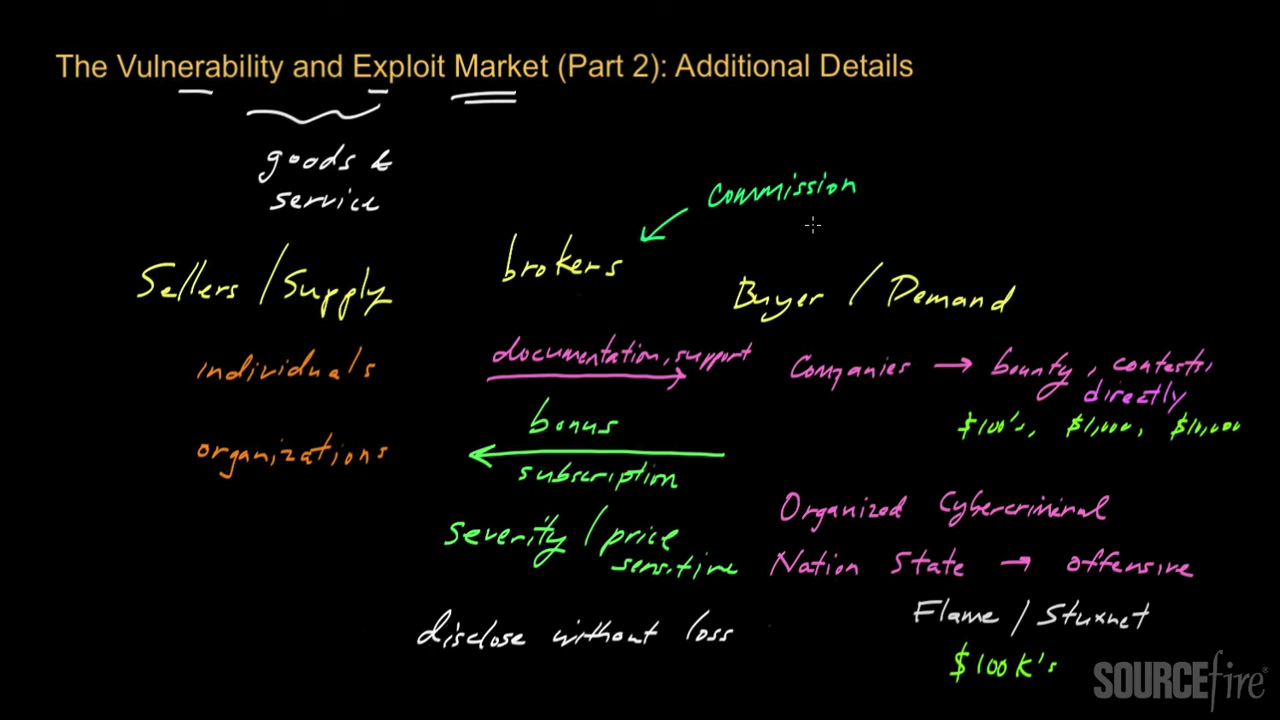 The Vulnerability and Exploit Market (Part 2): Additional Details
goods &
service
commission
brokers
Sellers / Supply
Buyer / Demand
individuals
documentation, support
Companies → bounty, contests,
directly
$100's, $1,000, $10,000
bonus
organizations
subscription
Organized Cybercriminal
severity / price
sensitive
Nation State → offensive
Flame / Stuxnet
disclose without loss
$100K's
SOURCEfire